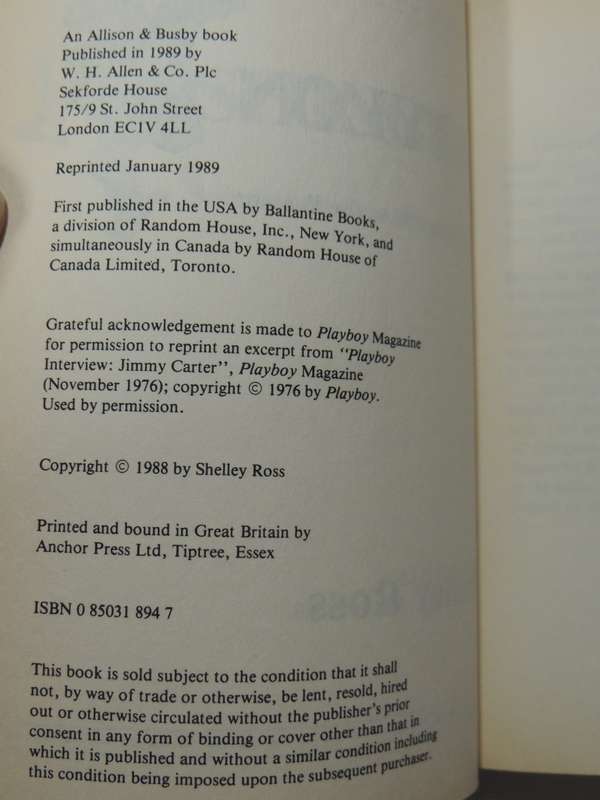 An Allison & Busby book
Published in 1989 by
W. H. Allen & Co. Plc
Sekforde House
175/9 St. John Street
London EC1V 4LL
Reprinted January 1989
First published in the USA by Ballantine Books,
a division of Random House, Inc., New York, and
simultaneously in Canada by Random House of
Canada Limited, Toronto.
Grateful acknowledgement is made to Playboy Magazine
for permission to reprint an excerpt from "Playboy
Interview: Jimmy Carter", Playboy Magazine
(November 1976); copyright © 1976 by Playboy.
Used by permission.
Copyright © 1988 by Shelley Ross
Printed and bound in Great Britain by
Anchor Press Ltd, Tiptree, Essex
ISBN 0 85031 894 7
This book is sold subject to the condition that it shall
not, by way of trade or otherwise, be lent, resold, hired
out or otherwise circulated without the publisher's prior
consent in any form of binding or cover other than that in
which it is published and without a similar condition including
this condition being imposed upon the subsequent purchaser.